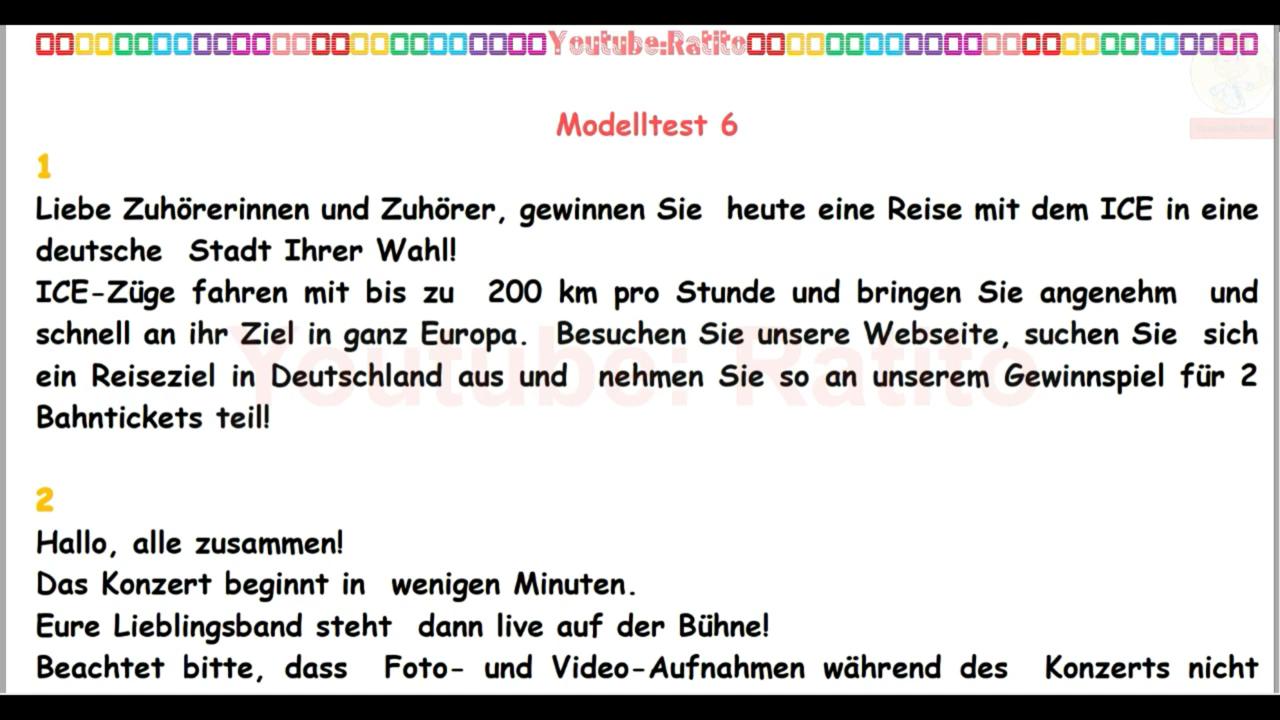 Youtube:Ratito
Modelltest 6
1
Liebe Zuhörerinnen und Zuhörer, gewinnen Sie heute eine Reise mit dem ICE in eine
deutsche Stadt Ihrer Wahl!
ICE-Züge fahren mit bis zu 200 km pro Stunde und bringen Sie angenehm und
schnell an ihr Ziel in ganz Europa. Besuchen Sie unsere Webseite, suchen Sie sich
ein Reiseziel in Deutschland aus und nehmen Sie so an unserem Gewinnspiel für 2
Bahntickets teil!
Youtube: Ratito
2
Hallo, alle zusammen!
Das Konzert beginnt in wenigen Minuten.
Eure Lieblingsband steht dann live auf der Bühne!
Beachtet bitte, dass Foto- und Video-Aufnahmen während des Konzerts nicht